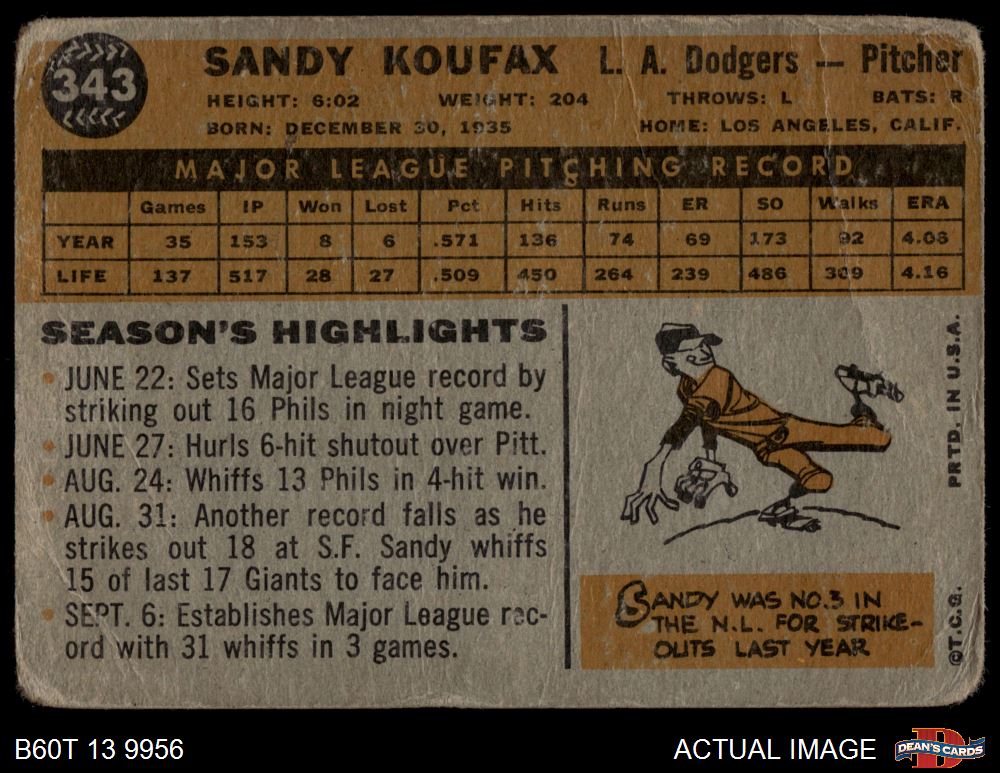 343
SANDY KOUFAX L. A. Dodgers — Pitcher
HEIGHT: 6:02 WEIGHT: 204 THROWS: L BATS: R
BORN: DECEMBER 30, 1935 HOME: LOS ANGELES, CALIF.
MAJOR LEAGUE PITCHING RECORD
Games IP Won Lost Pct Hits Runs ER SO Walks ERA
YEAR 35 153 8 6 .571 136 74 69 173 92 4.06
LIFE 137 517 28 27 .509 450 264 239 486 309 4.16
SEASON'S HIGHLIGHTS
• JUNE 22: Sets Major League record by
striking out 16 Phils in night game.
• JUNE 27: Hurls 6-hit shutout over Pitt.
• AUG. 24: Whiffs 13 Phils in 4-hit win.
• AUG. 31: Another record falls as he
strikes out 18 at S.F. Sandy whiffs
15 of last 17 Giants to face him.
• SEPT. 6: Establishes Major League rec-
ord with 31 whiffs in 3 games.
SANDY WAS NO.3 IN
THE N.L. FOR STRIKE-
OUTS LAST YEAR
PRTD. IN U.S.A.
©T.C.G.
B60T 13 9956
ACTUAL IMAGE
D
DEAN'S CARDS